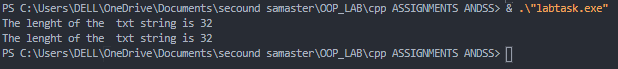 PS C:\Users\DELL\OneDrive\Documents\secound samaster\OOP_LAB\cpp ASSIGNMENTS ANDSS> & .\"labtask.exe"
The lenght of the  txt string is 32
The lenght of the  txt string is 32
PS C:\Users\DELL\OneDrive\Documents\secound samaster\OOP_LAB\cpp ASSIGNMENTS ANDSS>